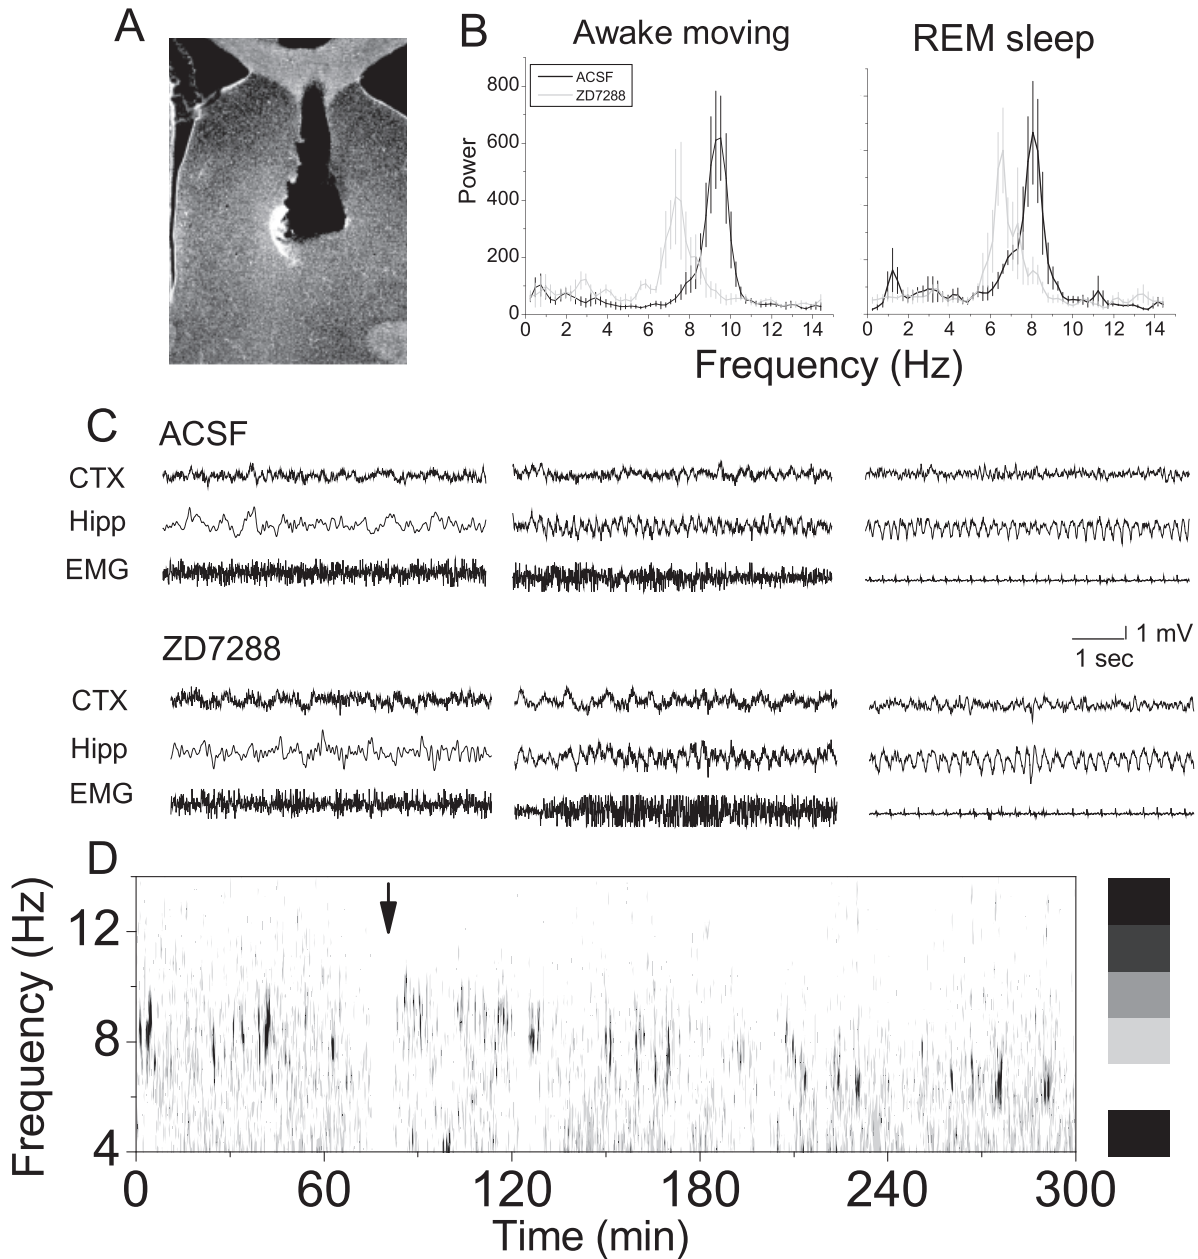 A
B
Awake moving
REM sleep
ACSF
ZD7288
800
600
400
200
0
Power
0 2 4 6 8 10 12 14
0 2 4 6 8 10 12 14
Frequency (Hz)
C
ACSF
CTX
Hipp
EMG
ZD7288
1 mV
1 sec
CTX
Hipp
EMG
D
Frequency (Hz)
12
8
4
0 60 120 180 240 300
Time (min)